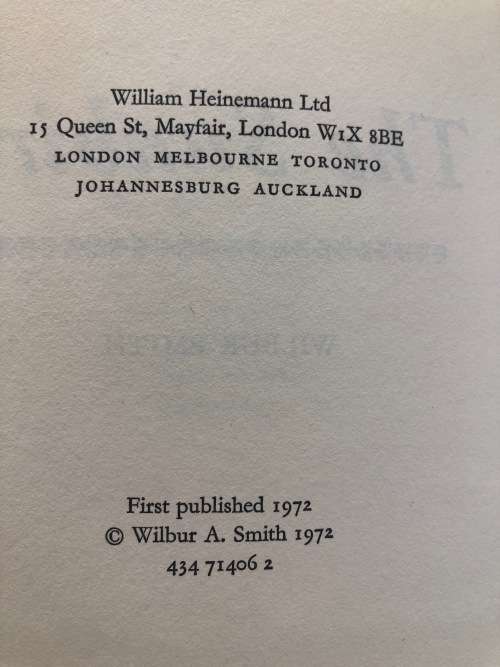 William Heinemann Ltd
15 Queen St, Mayfair, London W1X 8BE
LONDON MELBOURNE TORONTO
JOHANNESBURG AUCKLAND
First published 1972
© Wilbur A. Smith 1972
434 71406 2